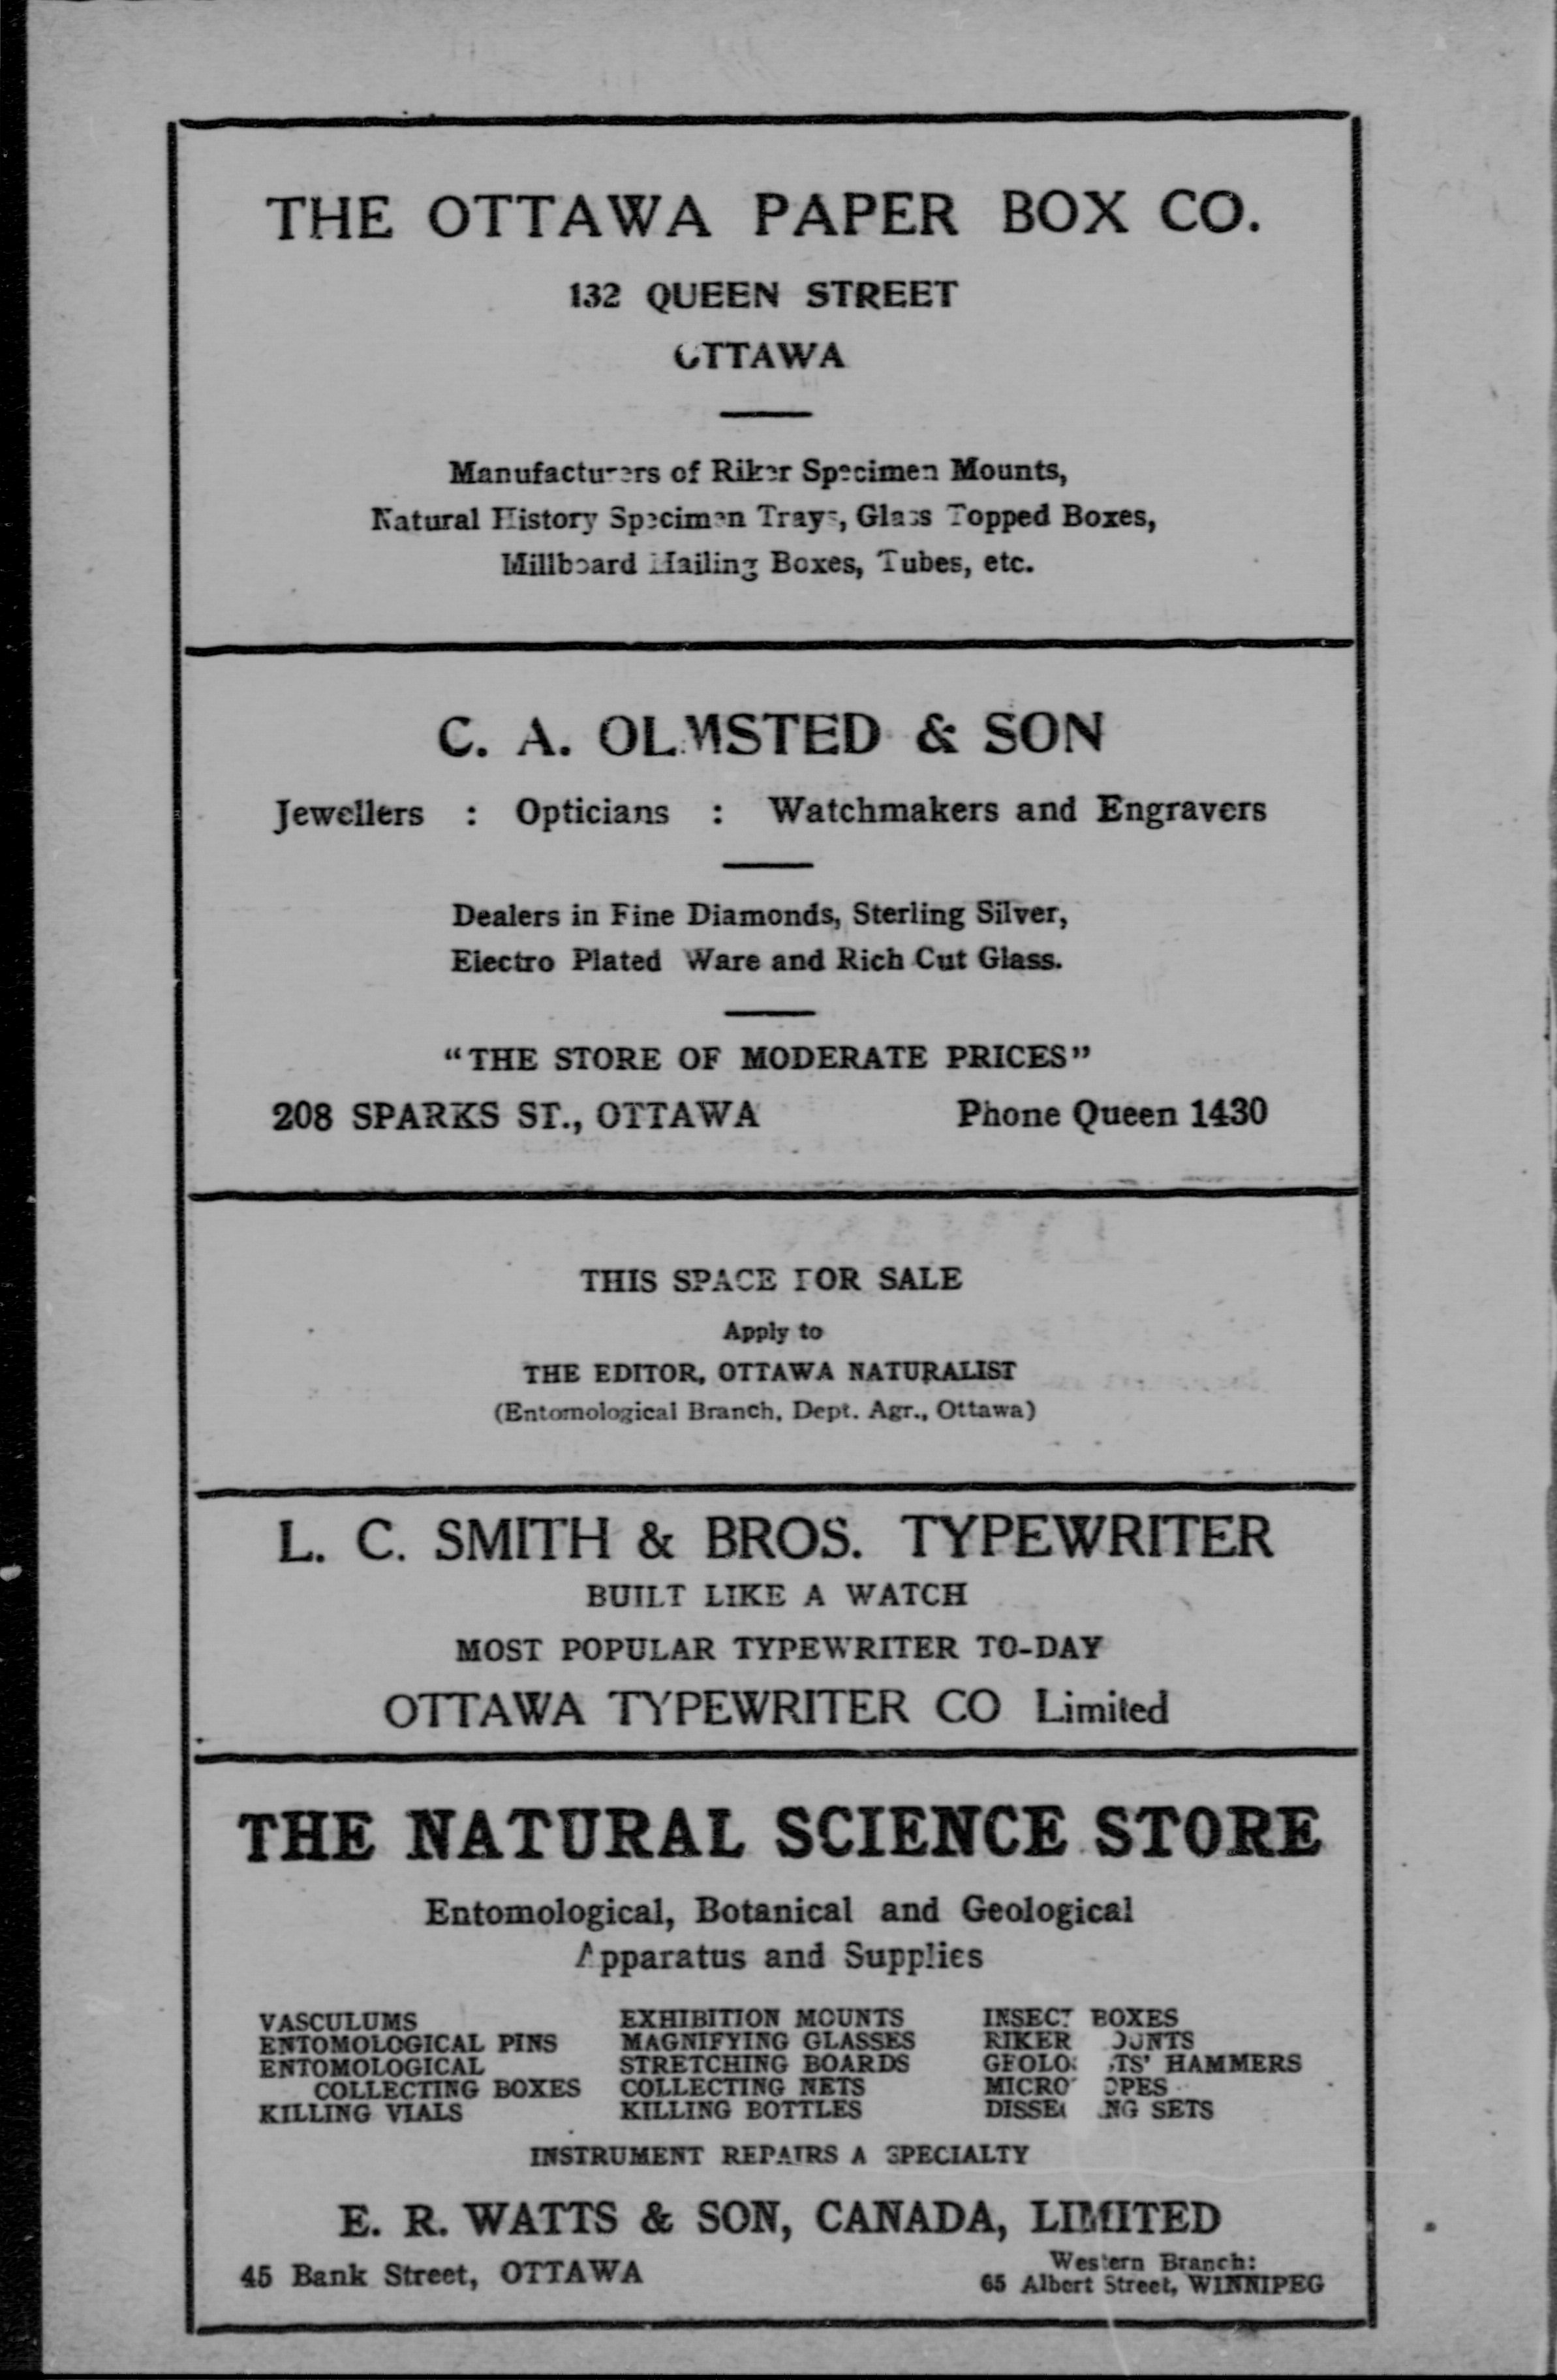 THE OTTAWA PAPER BOX CO.
132 QUEEN STREET
OTTAWA
Manufacturers of Riker Specimen Mounts,
Natural History Specimen Trays, Glass Topped Boxes,
Millboard Mailing Boxes, Tubes, etc.
C. A. OLMSTED & SON
Jewellers : Opticians : Watchmakers and Engravers
Dealers in Fine Diamonds, Sterling Silver,
Electro Plated Ware and Rich Cut Glass.
"THE STORE OF MODERATE PRICES"
208 SPARKS ST., OTTAWA Phone Queen 1430
THIS SPACE FOR SALE
Apply to
THE EDITOR, OTTAWA NATURALIST
(Entomological Branch, Dept. Agr., Ottawa)
L. C. SMITH & BROS. TYPEWRITER
BUILT LIKE A WATCH
MOST POPULAR TYPEWRITER TO-DAY
OTTAWA TYPEWRITER CO Limited
THE NATURAL SCIENCE STORE
Entomological, Botanical and Geological
Apparatus and Supplies
VASCULUMS
ENTOMOLOGICAL PINS
ENTOMOLOGICAL
COLLECTING BOXES
KILLING VIALS
EXHIBITION MOUNTS
MAGNIFYING GLASSES
STRETCHING BOARDS
COLLECTING NETS
KILLING BOTTLES
INSECT BOXES
RIKER MOUNTS
GEOLOGISTS' HAMMERS
MICROSCOPES
DISSECTING SETS
INSTRUMENT REPAIRS A SPECIALTY
E. R. WATTS & SON, CANADA, LIMITED
45 Bank Street, OTTAWA
Western Branch:
65 Albert Street, WINNIPEG